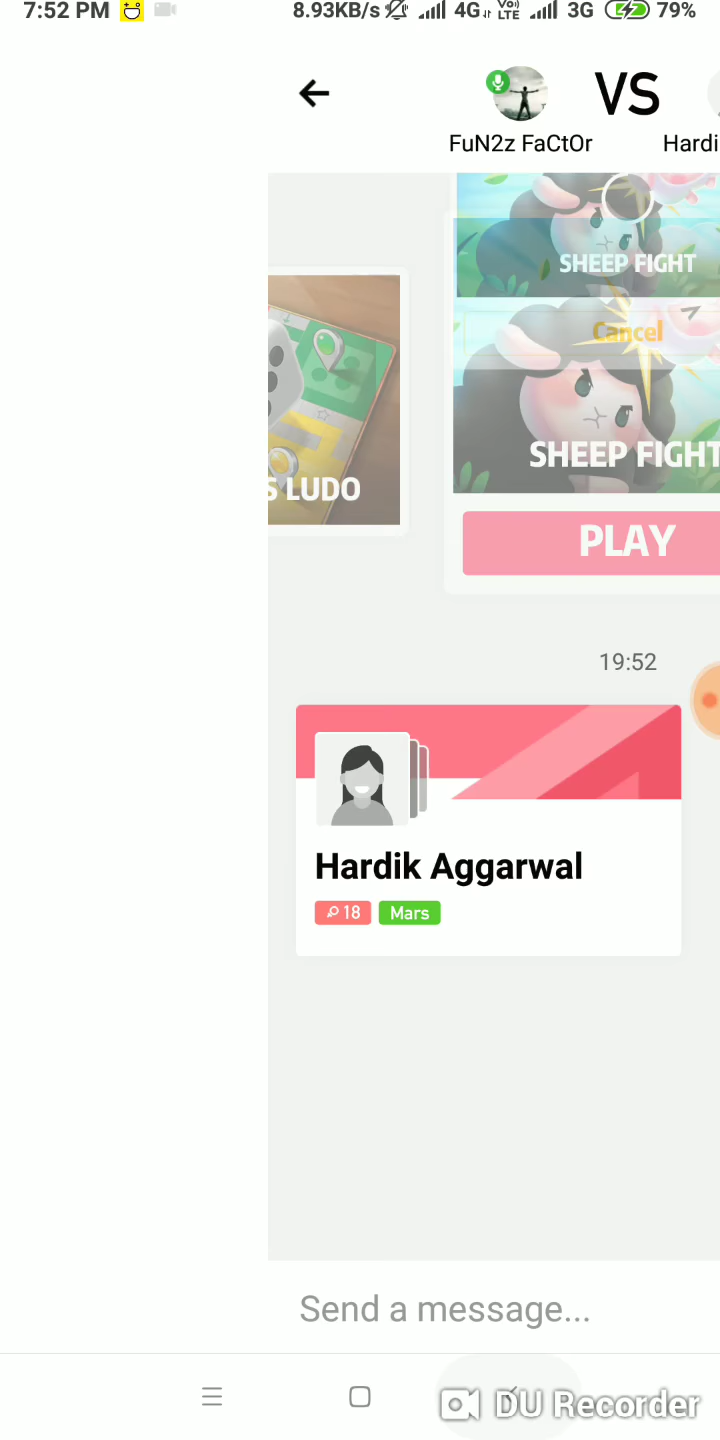 7:52 PM 8.93KB/s 4G VoLTE 3G 79%
VS
FuN2z FaCtOr Hardi
SHEEP FIGHT
Cancel
S LUDO
SHEEP FIGHT
PLAY
19:52
Hardik Aggarwal
18 Mars
Send a message...
DU Recorder